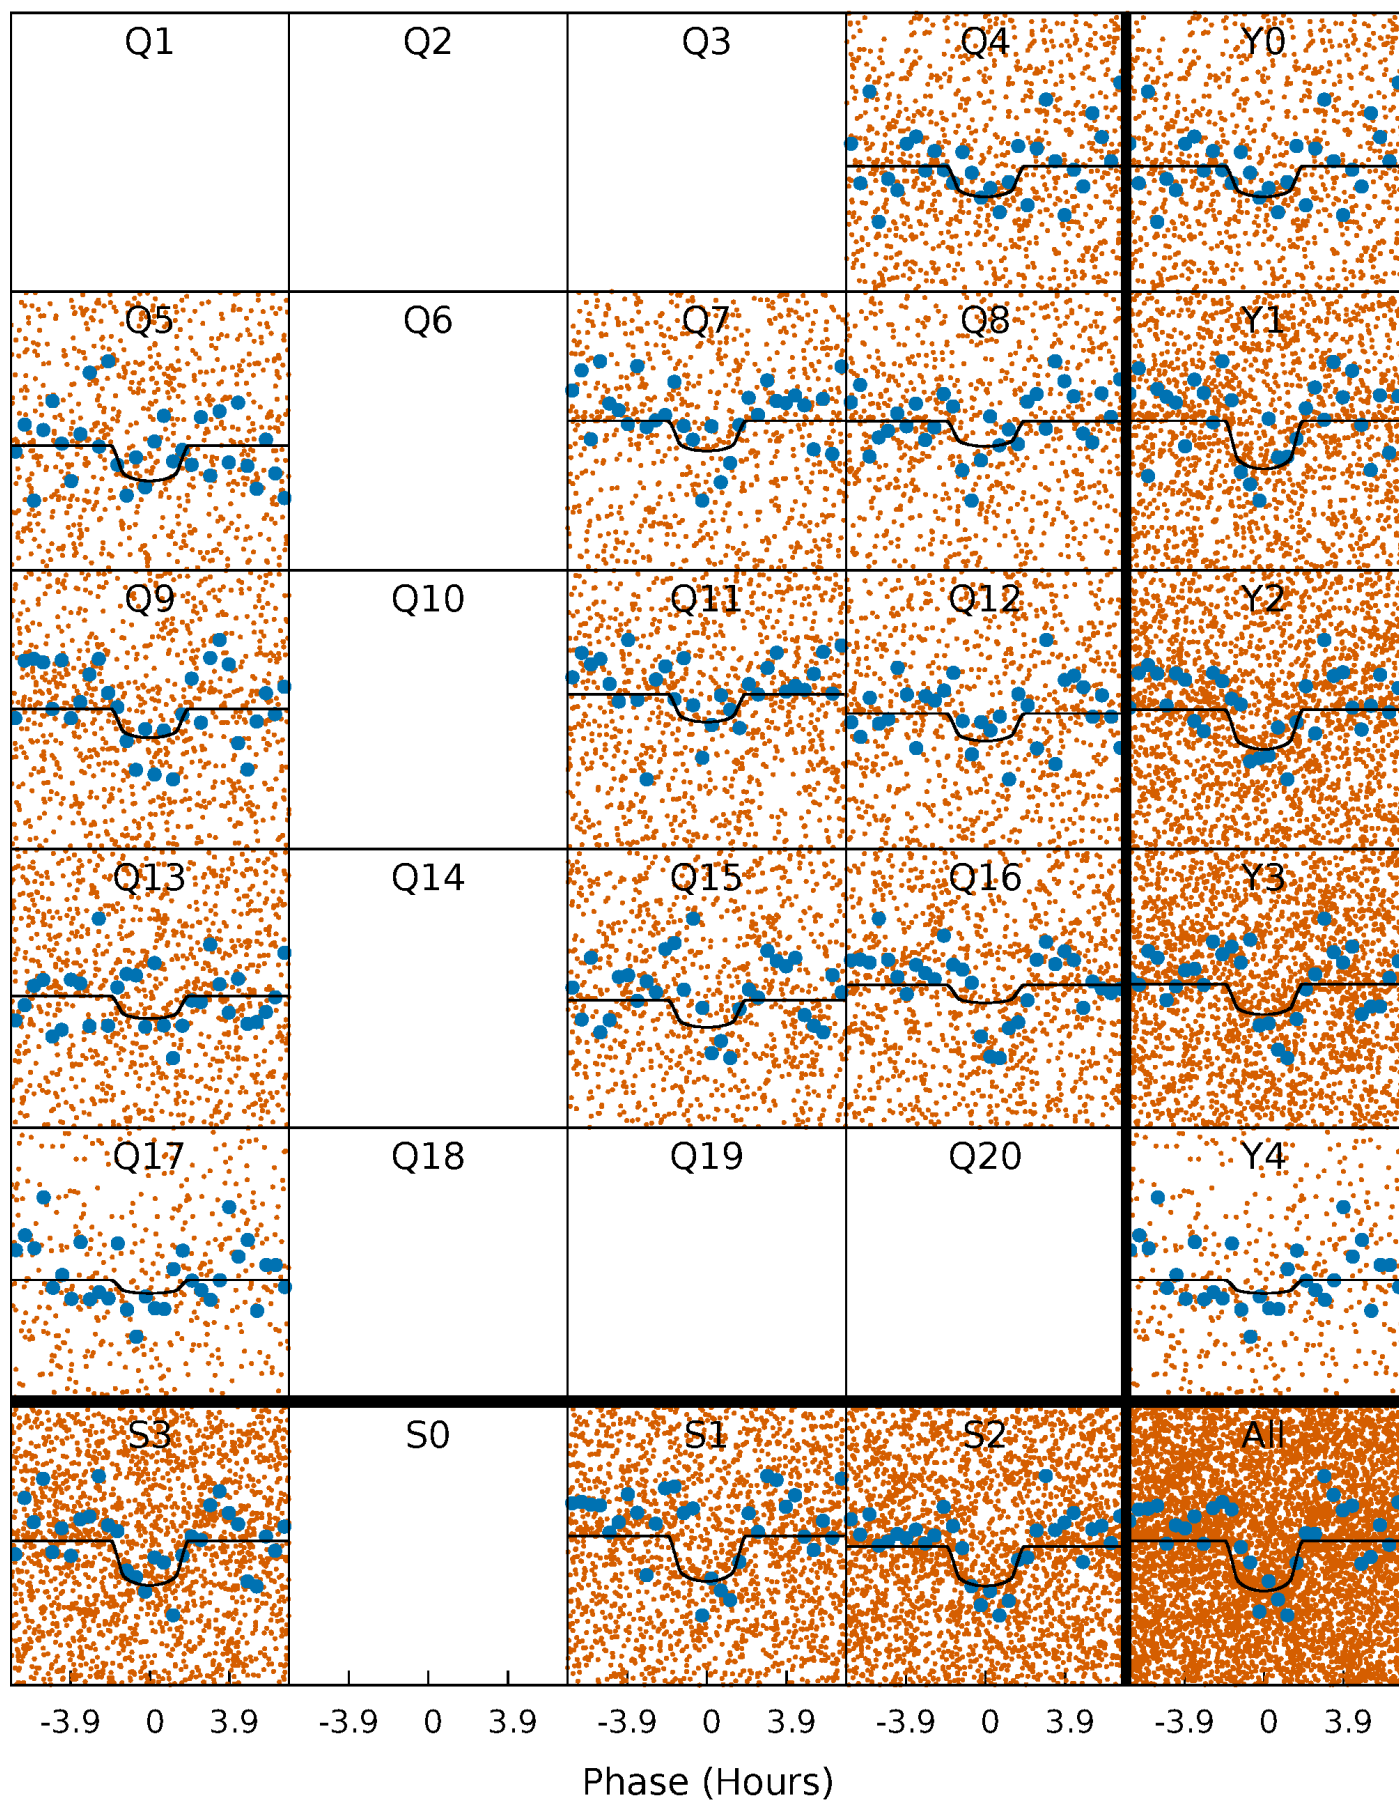 Q1 Q2 Q3 Q4 Y0
Q5 Q6 Q7 Q8 Y1
Q9 Q10 Q11 Q12 Y2
Q13 Q14 Q15 Q16 Y3
Q17 Q18 Q19 Q20 Y4
S3 S0 S1 S2 All
-3.9 0 3.9 -3.9 0 3.9 -3.9 0 3.9 -3.9 0 3.9 -3.9 0 3.9
Phase (Hours)